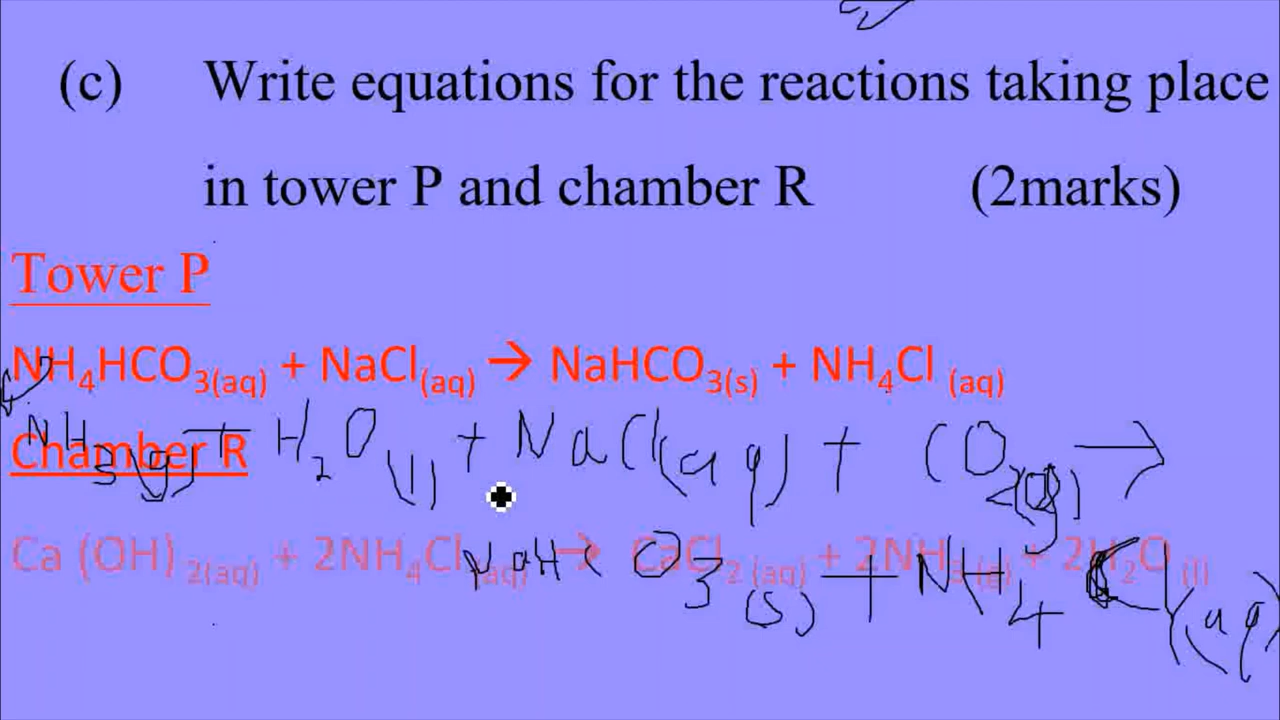 (c) Write equations for the reactions taking place
in tower P and chamber R (2marks)
Tower P
NH₄HCO₃(aq) + NaCl(aq) → NaHCO₃(s) + NH₄Cl (aq)
Chamber R
NH₃(g) + H₂O(l) + NaCl(aq) + CO₂(g) →
Ca (OH) ₂(aq) + 2NH₄Cl(aq) → CaCl₂ (aq) + 2NH₃ (g) + 2H₂O (l)
NaHCO₃(s) + NH₄Cl(aq)